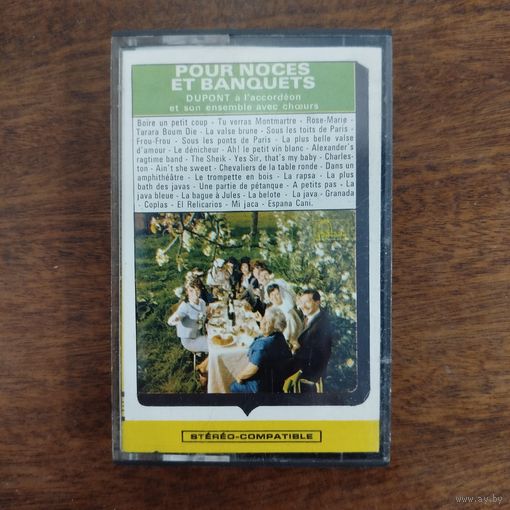 POUR NOCES
ET BANQUETS
DUPONT à l'accordéon
et son ensemble avec chœurs
Boire un petit coup - Tu verras Montmartre - Rose-Marie -
Tarara Boum Die - La valse brune - Sous les toits de Paris -
Frou-Frou - Sous les ponts de Paris - La plus belle valse
d'amour - Le dénicheur - Ah! le petit vin blanc - Alexander's
ragtime band - The Sheik - Yes Sir, that's my baby - Charles-
ton - Ain't she sweet - Chevaliers de la table ronde - Dans un
amphithéâtre - Le trompette en bois - La rapsa - La plus
bath des javas - Une partie de pétanque - A petits pas - La
java bleue - La bague à Jules - La belote - La java - Granada
- Coplas - El Relicarios - Mi jaca - Espana Cani.
STÉRÉO-COMPATIBLE
ay.by